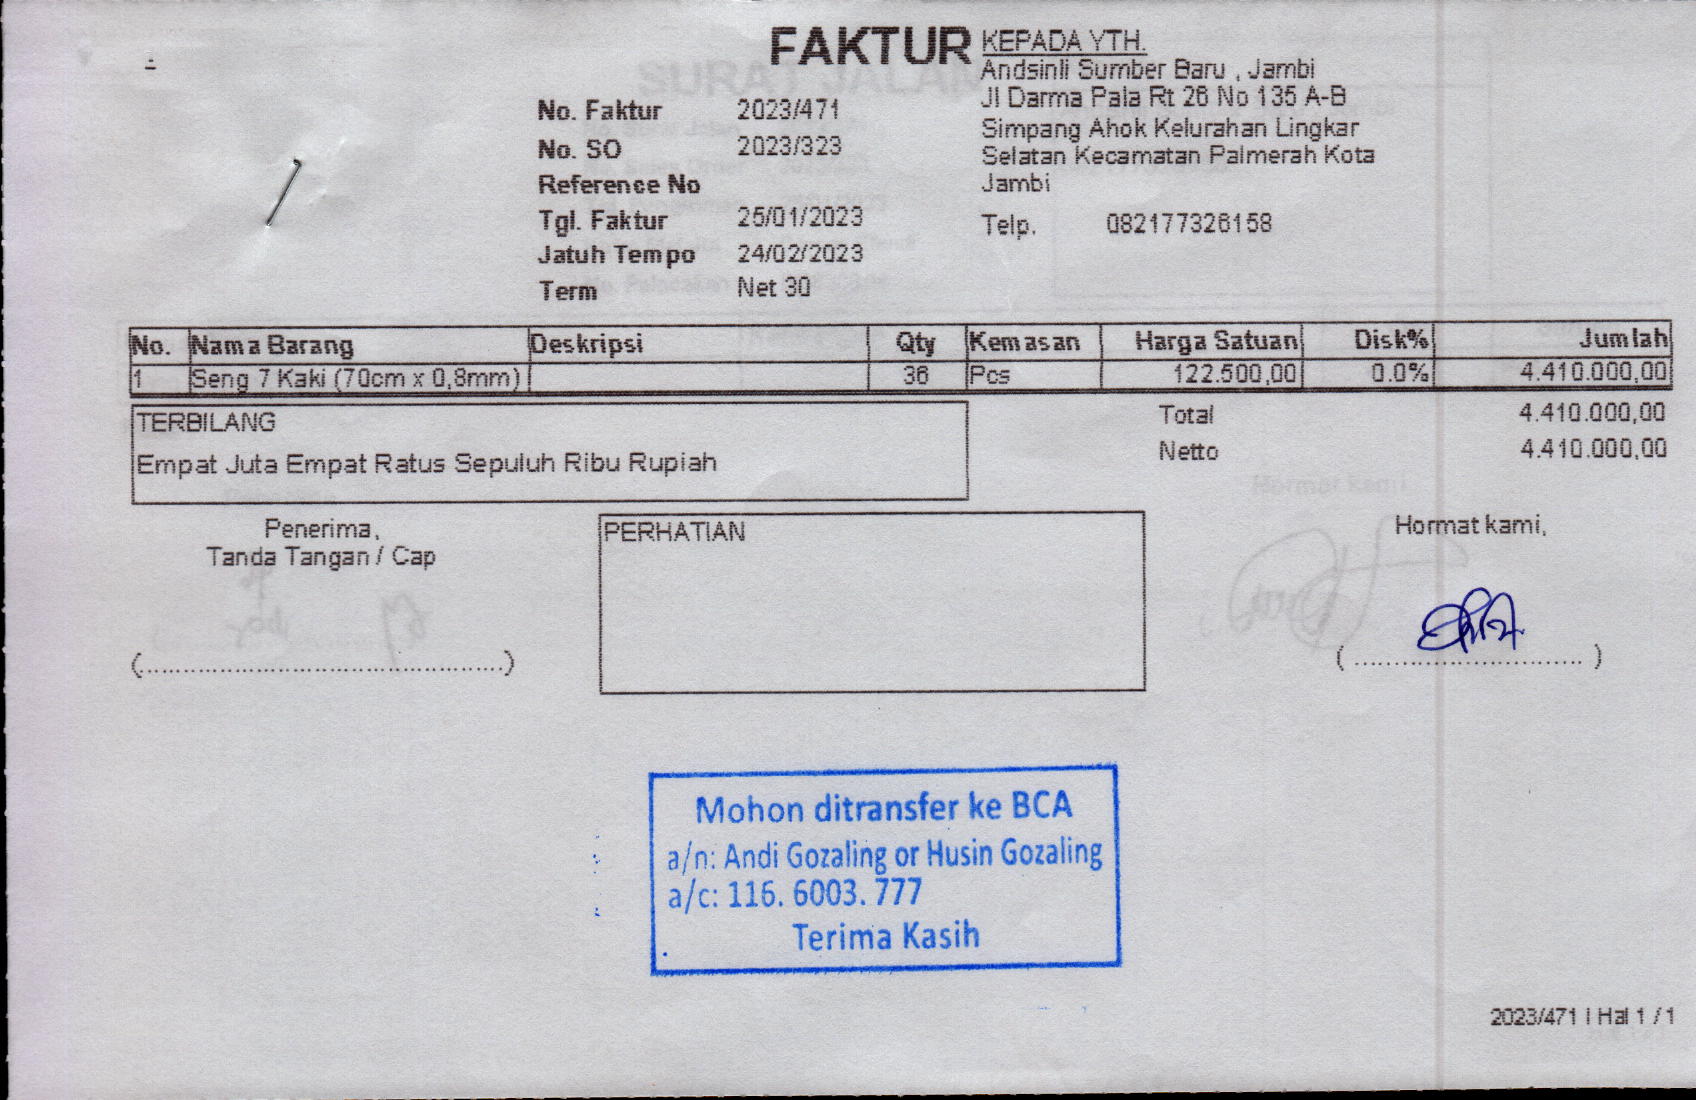 FAKTUR
No. Faktur 2023/471
No. SO 2023/323
Reference No
Tgl. Faktur 25/01/2023
Jatuh Tempo 24/02/2023
Term Net 30
KEPADA YTH.
Andsinli Sumber Baru , Jambi
Jl Darma Pala Rt 26 No 135 A-B
Simpang Ahok Kelurahan Lingkar
Selatan Kecamatan Palmerah Kota
Jambi
Telp. 082177326158
No. Nama Barang Deskripsi Qty Kemasan Harga Satuan Disk% Jumlah
1 Seng 7 Kaki (70cm x 0,8mm) 36 Pcs 122.500,00 0.0% 4.410.000,00
TERBILANG
Empat Juta Empat Ratus Sepuluh Ribu Rupiah
Total 4.410.000,00
Netto 4.410.000,00
Penerima,
Tanda Tangan / Cap
(..............................................)
PERHATIAN
Hormat kami,
( ............................ )
Mohon ditransfer ke BCA
a/n: Andi Gozaling or Husin Gozaling
a/c: 116. 6003. 777
Terima Kasih
2023/471 | Hal 1 / 1